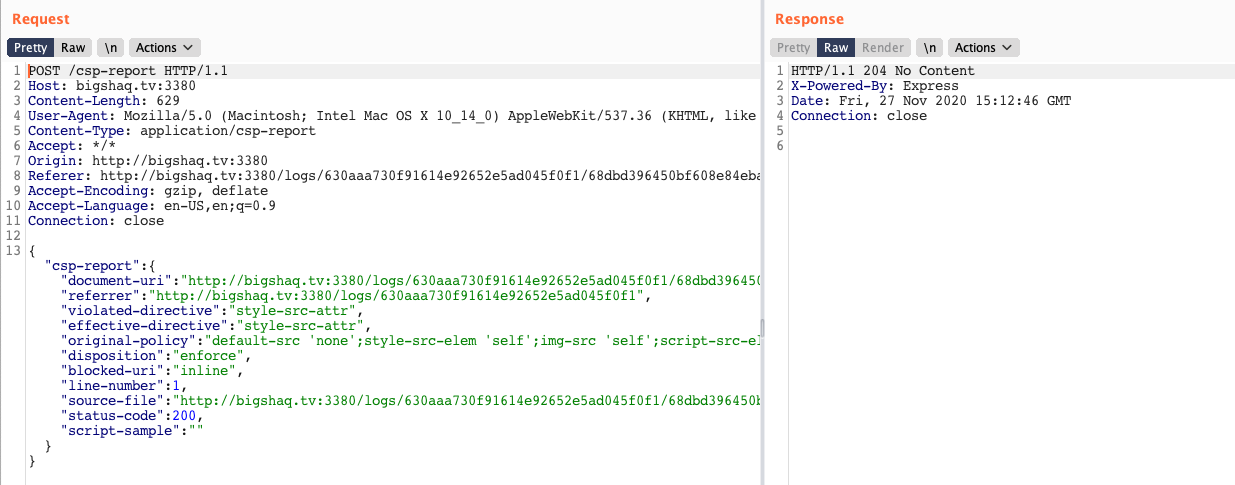 Request
Pretty Raw \n Actions
1 POST /csp-report HTTP/1.1
2 Host: bigshaq.tv:3380
3 Content-Length: 629
4 User-Agent: Mozilla/5.0 (Macintosh; Intel Mac OS X 10_14_0) AppleWebKit/537.36 (KHTML, like
5 Content-Type: application/csp-report
6 Accept: */*
7 Origin: http://bigshaq.tv:3380
8 Referer: http://bigshaq.tv:3380/logs/630aaa730f91614e92652e5ad045f0f1/68dbd396450bf608e84eba
9 Accept-Encoding: gzip, deflate
10 Accept-Language: en-US,en;q=0.9
11 Connection: close
12
13 {
"csp-report":{
"document-uri":"http://bigshaq.tv:3380/logs/630aaa730f91614e92652e5ad045f0f1/68dbd396450
"referrer":"http://bigshaq.tv:3380/logs/630aaa730f91614e92652e5ad045f0f1",
"violated-directive":"style-src-attr",
"effective-directive":"style-src-attr",
"original-policy":"default-src 'none';style-src-elem 'self';img-src 'self';script-src-el
"disposition":"enforce",
"blocked-uri":"inline",
"line-number":1,
"source-file":"http://bigshaq.tv:3380/logs/630aaa730f91614e92652e5ad045f0f1/68dbd396450b
"status-code":200,
"script-sample":""
}
}
Response
Pretty Raw Render \n Actions
1 HTTP/1.1 204 No Content
2 X-Powered-By: Express
3 Date: Fri, 27 Nov 2020 15:12:46 GMT
4 Connection: close
5
6